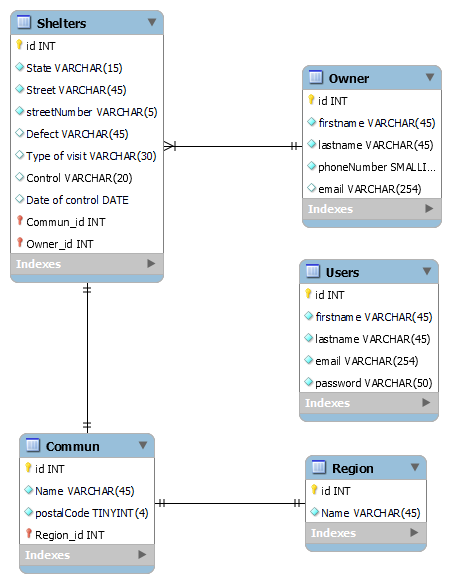 Shelters
id INT
State VARCHAR(15)
Street VARCHAR(45)
streetNumber VARCHAR(5)
Defect VARCHAR(45)
Type of visit VARCHAR(30)
Control VARCHAR(20)
Date of control DATE
Commun_id INT
Owner_id INT
Indexes
Owner
id INT
firstname VARCHAR(45)
lastname VARCHAR(45)
phoneNumber SMALLI...
email VARCHAR(254)
Indexes
Users
id INT
firstname VARCHAR(45)
lastname VARCHAR(45)
email VARCHAR(254)
password VARCHAR(50)
Indexes
Commun
id INT
Name VARCHAR(45)
postalCode TINYINT(4)
Region_id INT
Indexes
Region
id INT
Name VARCHAR(45)
Indexes